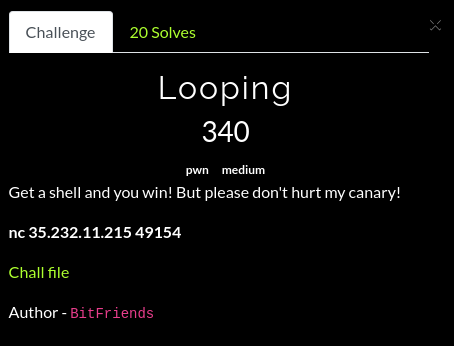 Challenge 20 Solves ×
Looping
340
pwn medium
Get a shell and you win! But please don't hurt my canary!
nc 35.232.11.215 49154
Chall file
Author - BitFriends